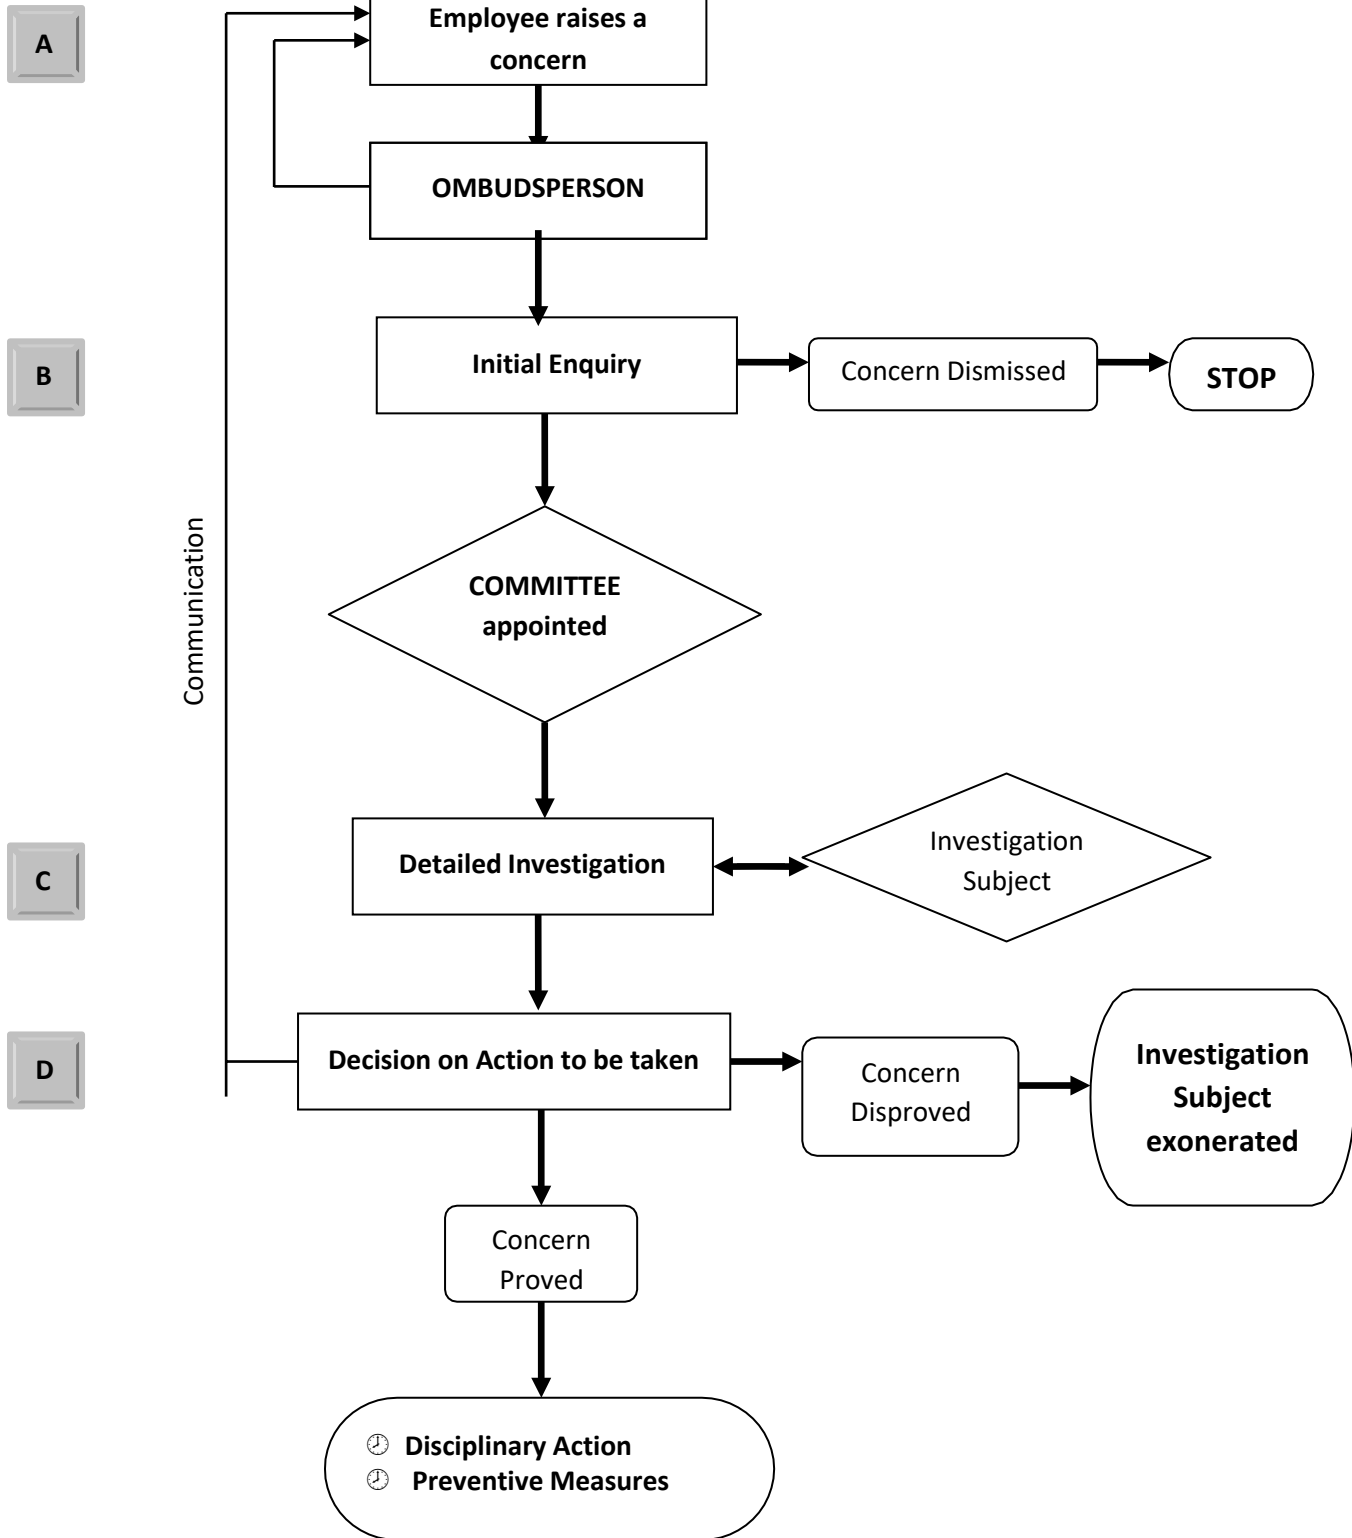 A
Employee raises a
concern
OMBUDSPERSON
B
Initial Enquiry
Concern Dismissed
STOP
Communication
COMMITTEE
appointed
C
Detailed Investigation
Investigation
Subject
D
Decision on Action to be taken
Concern
Disproved
Investigation
Subject
exonerated
Concern
Proved
Disciplinary Action
Preventive Measures